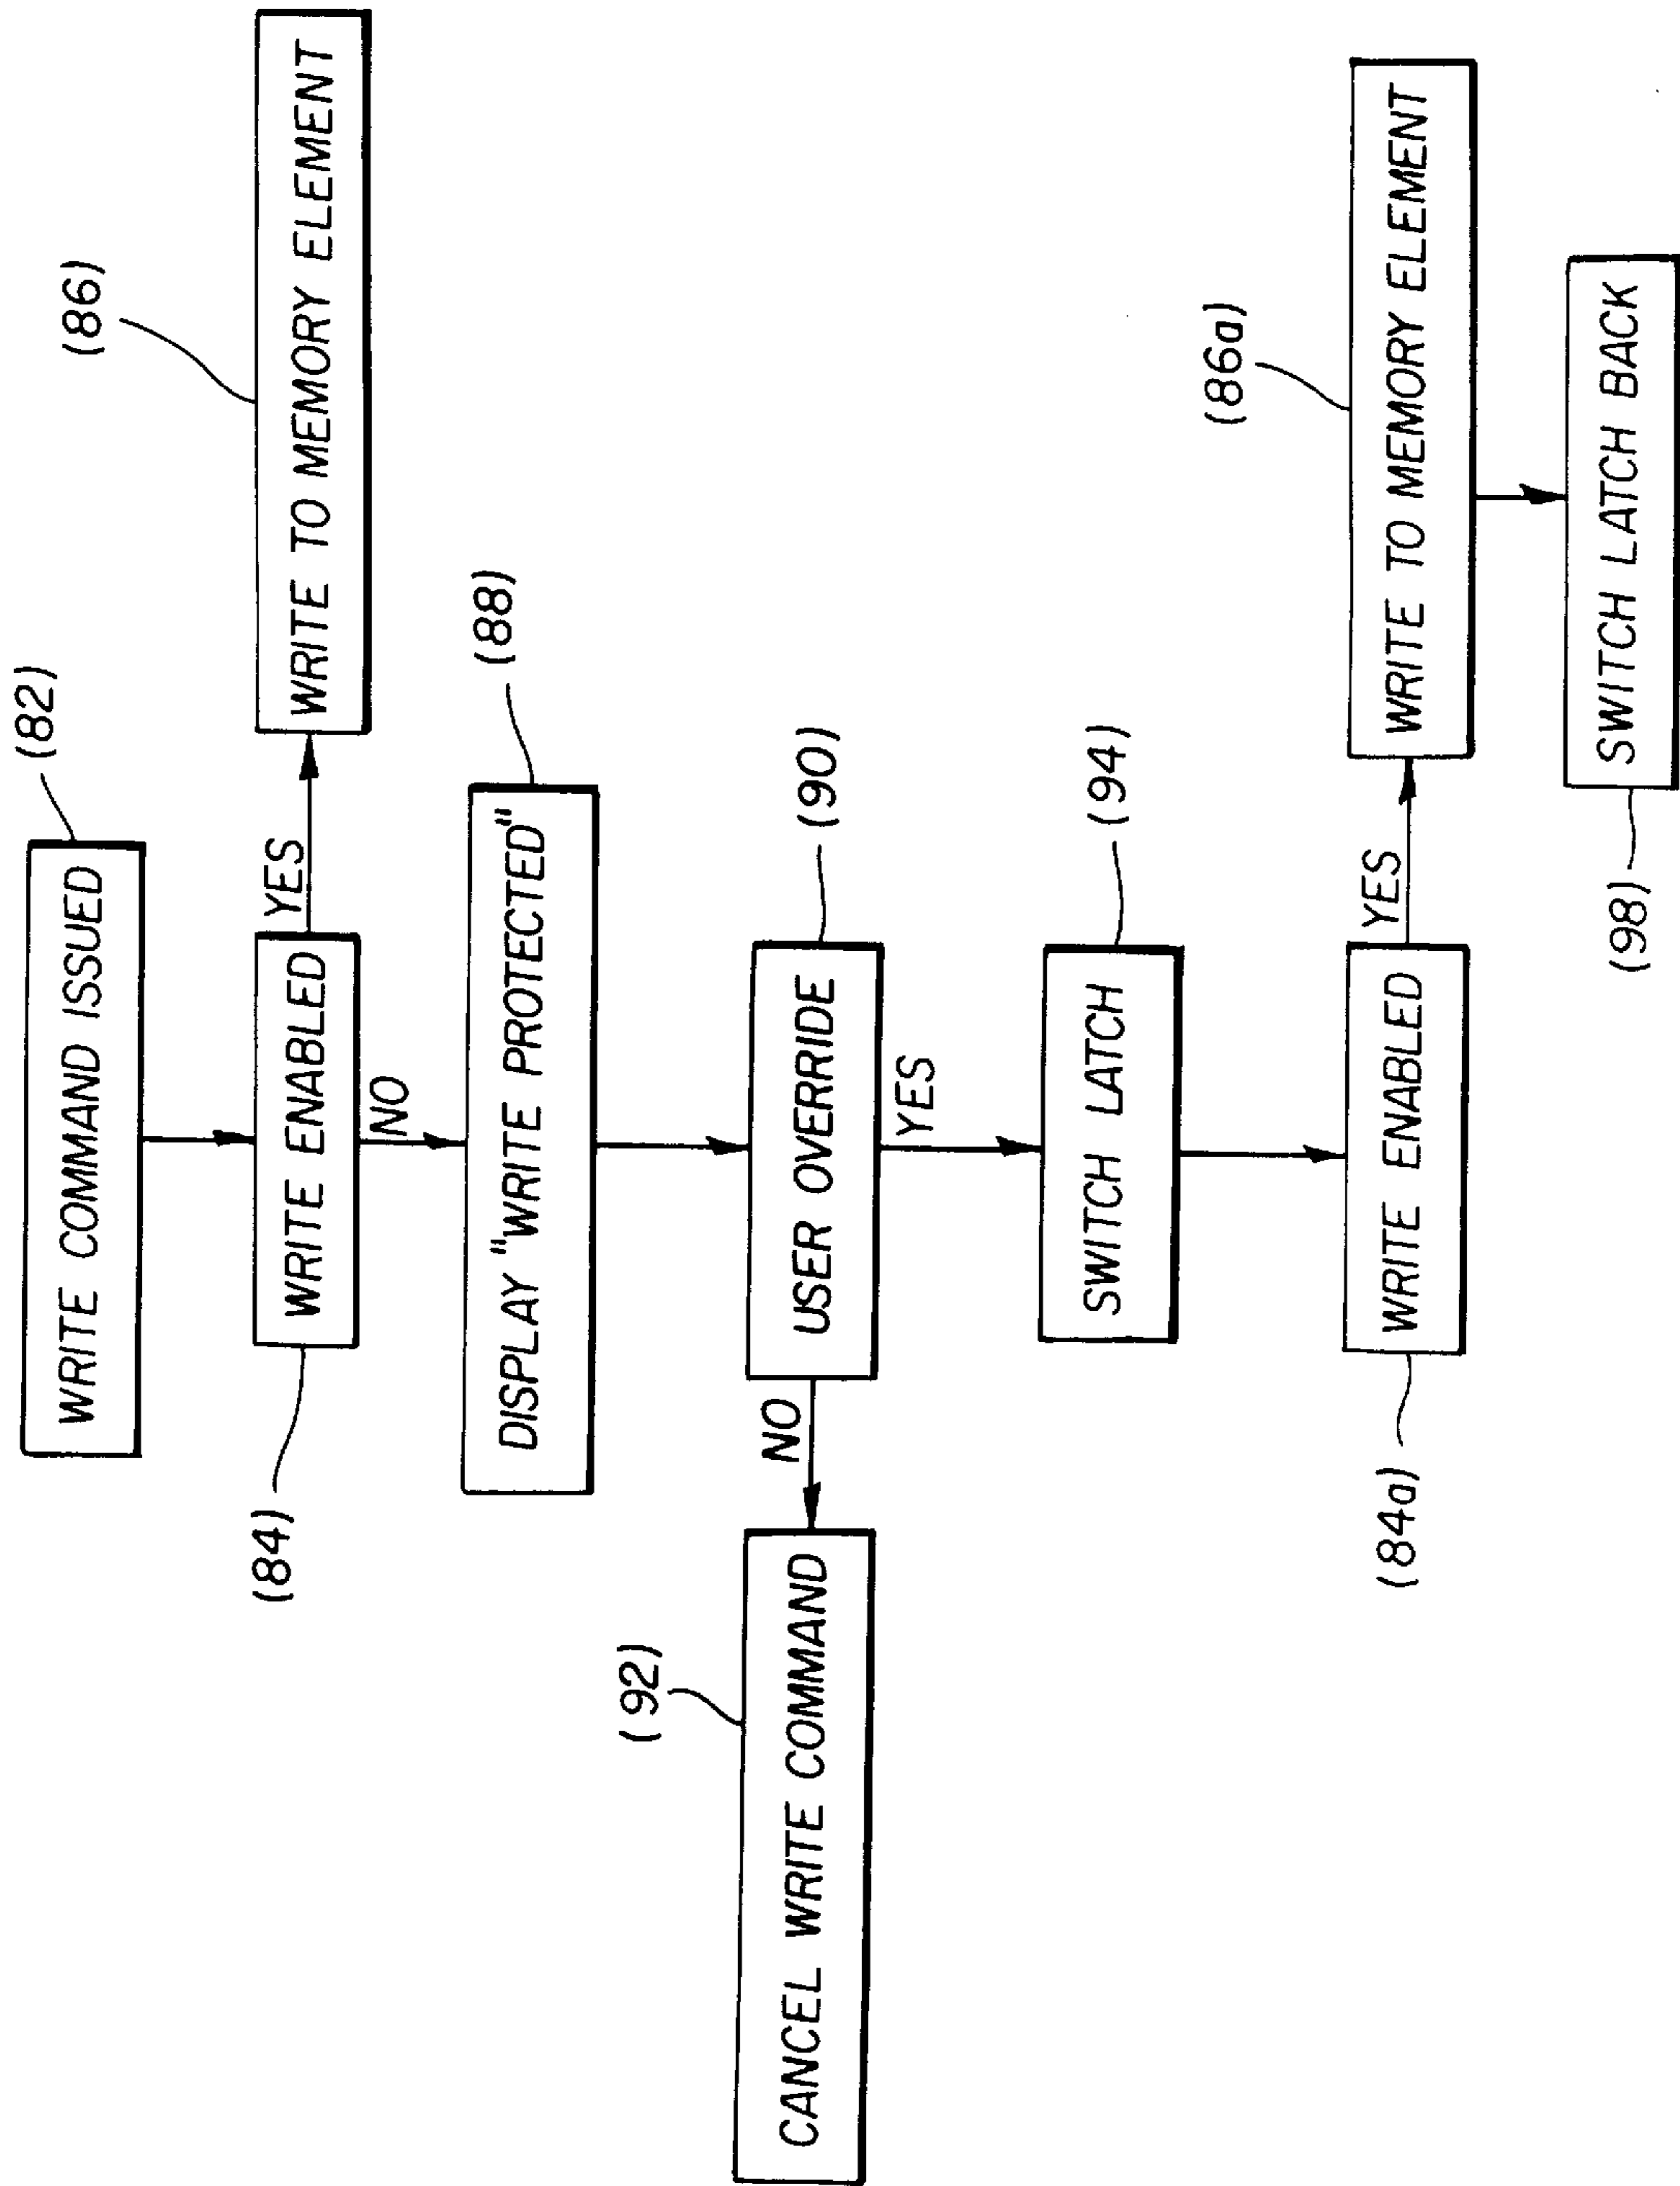 (82)
WRITE COMMAND ISSUED
(84)
WRITE ENABLED
YES
(86)
WRITE TO MEMORY ELEMENT
NO
DISPLAY "WRITE PROTECTED"
(88)
USER OVERRIDE
(90)
NO
(92)
CANCEL WRITE COMMAND
YES
SWITCH LATCH
(94)
(84a)
WRITE ENABLED
YES
(86a)
WRITE TO MEMORY ELEMENT
(98)
SWITCH LATCH BACK